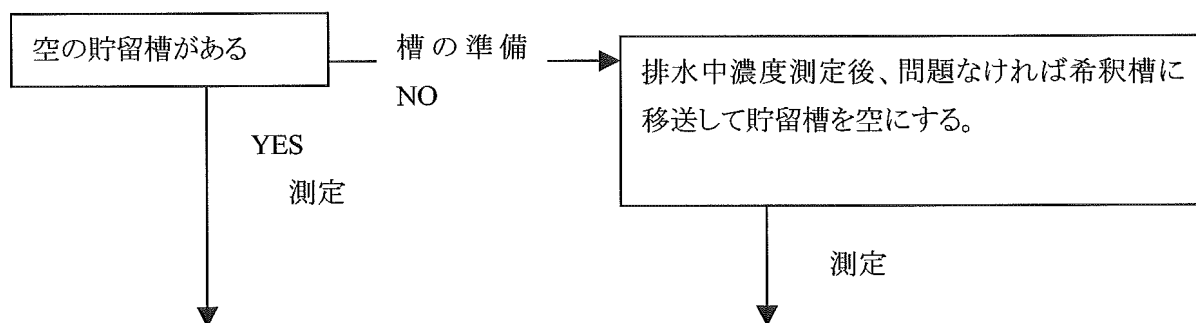 空の貯留槽がある
槽の準備
NO
排水中濃度測定後、問題なければ希釈槽に
移送して貯留槽を空にする。
YES
測定
測定